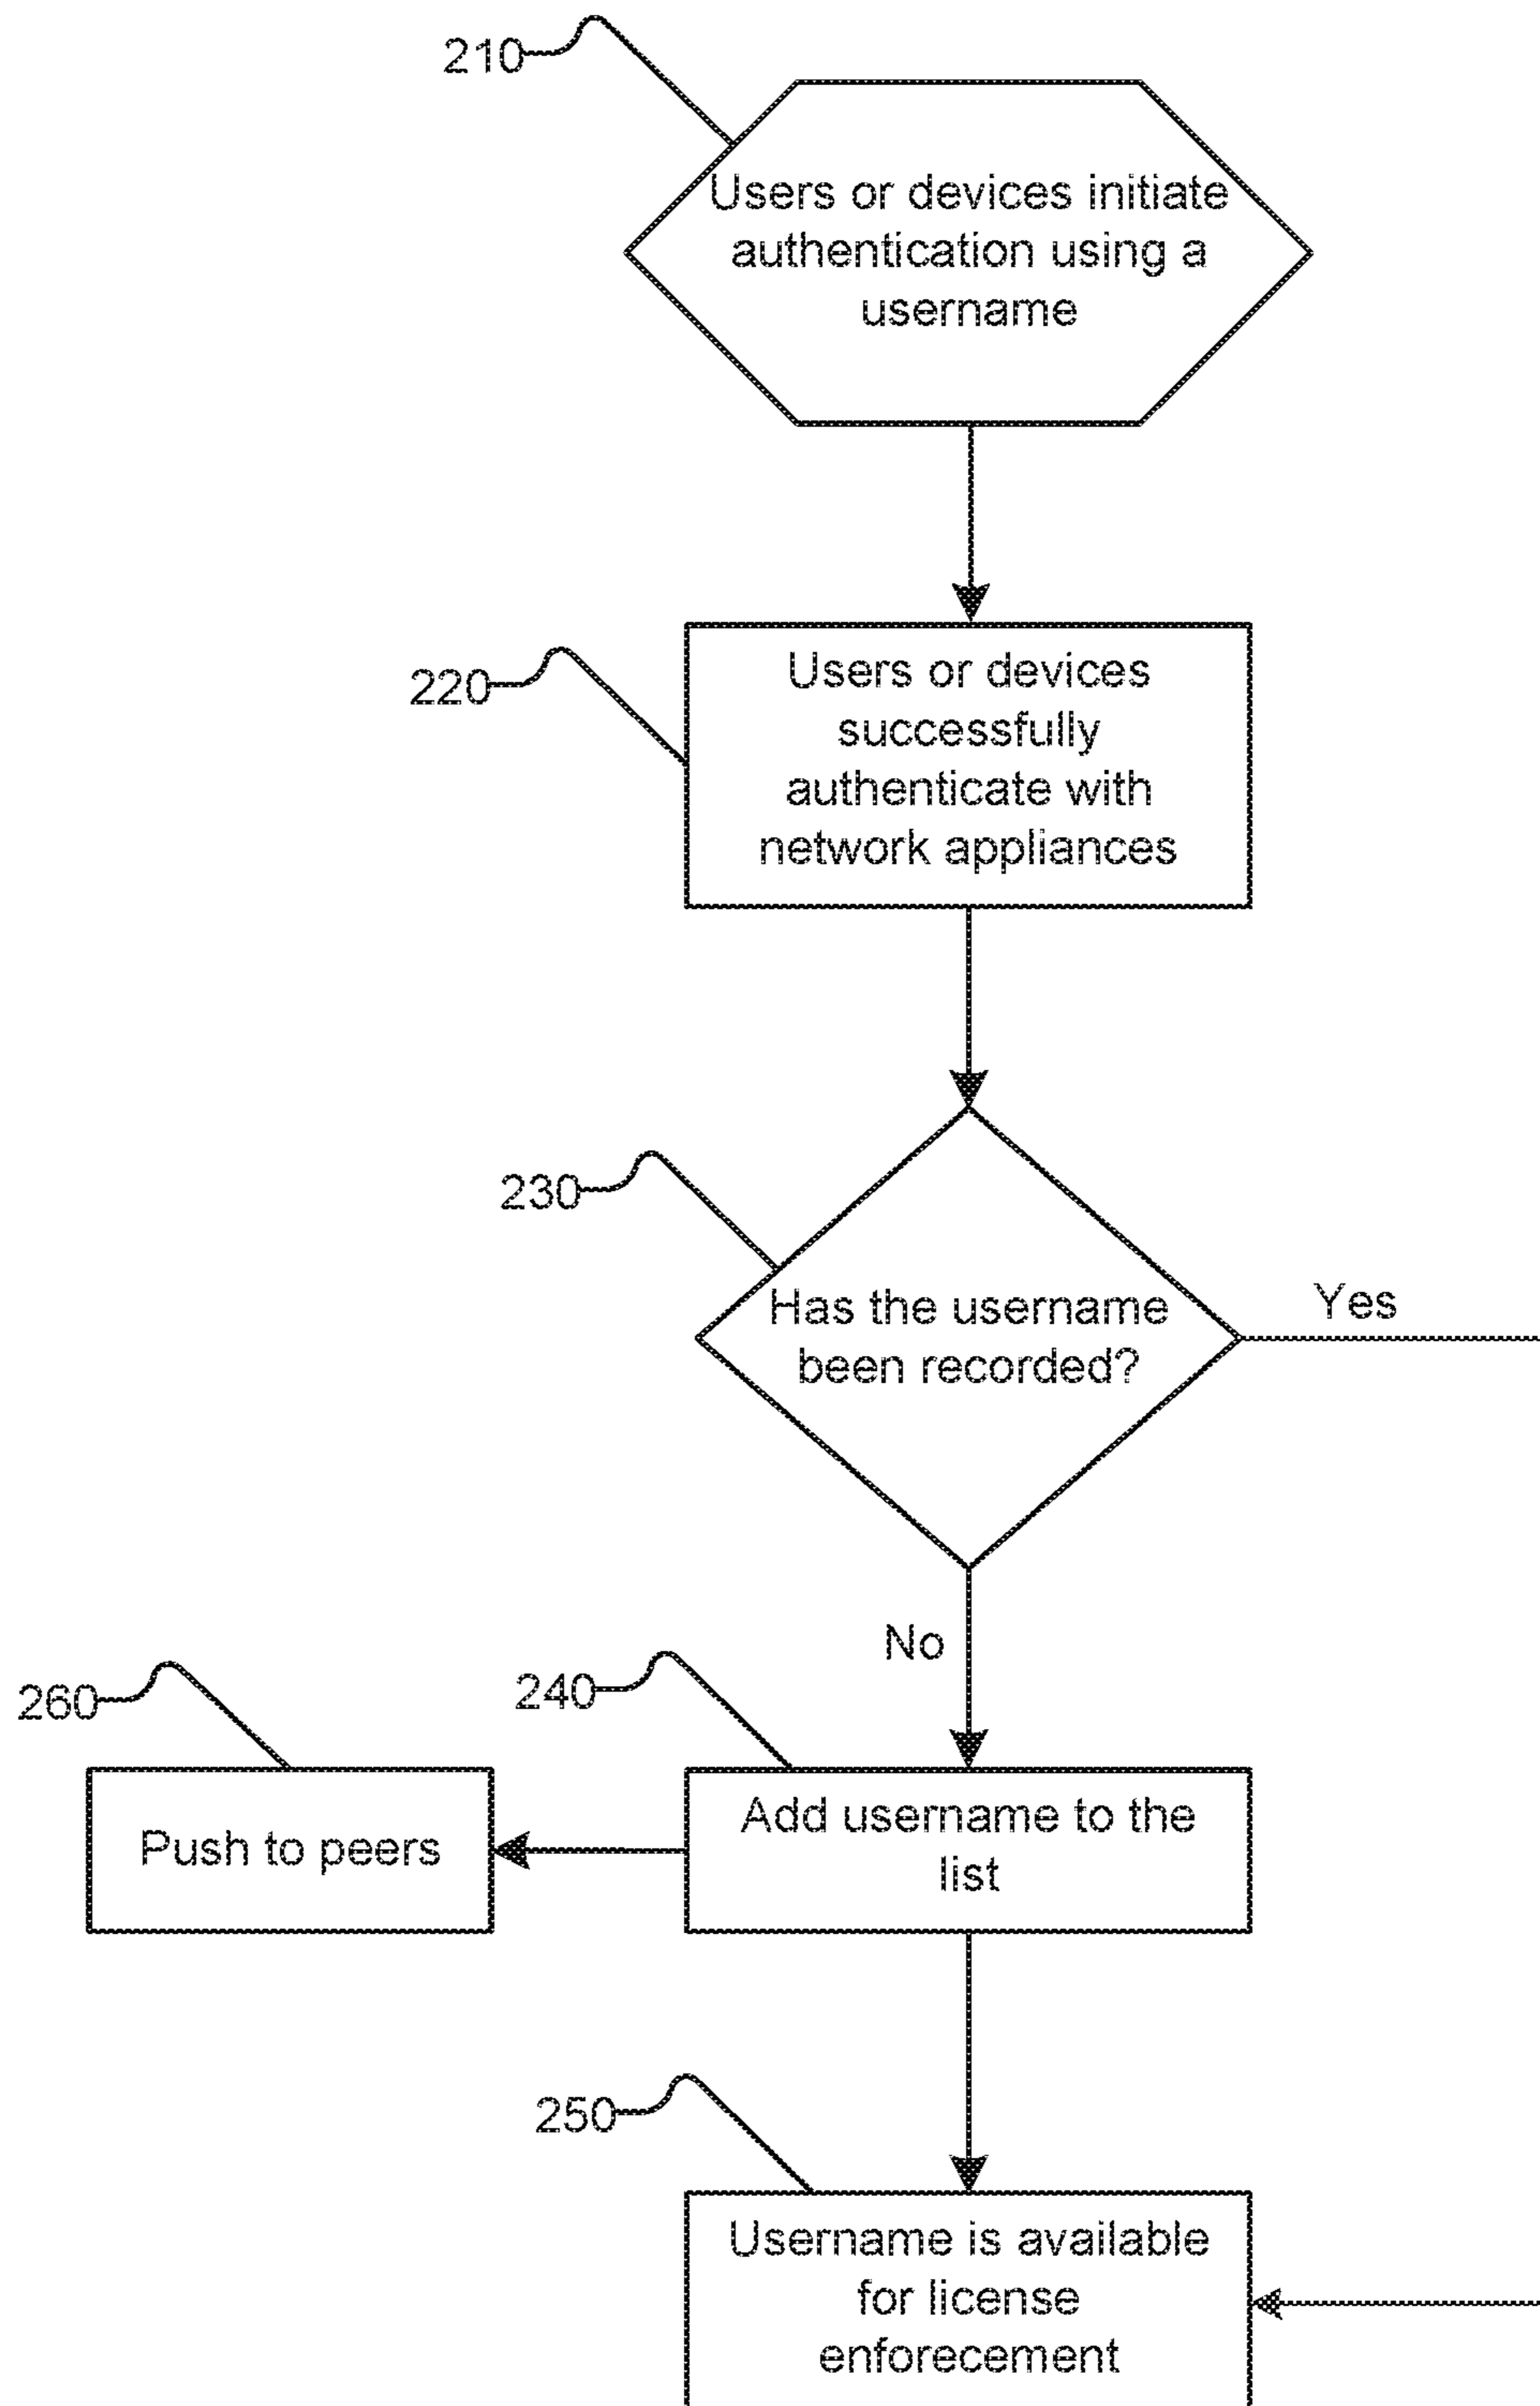 210
Users or devices initiate
authentication using a
username
220
Users or devices
successfully
authenticate with
network appliances
230
Has the username
been recorded?
Yes
No
260
240
Push to peers
Add username to the
list
250
Username is available
for license
enforecement